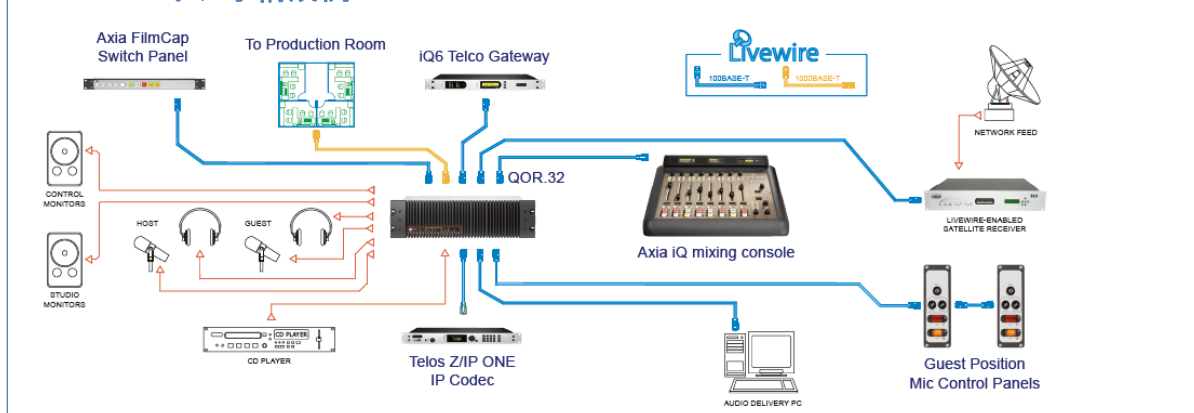 Axia FilmCap
Switch Panel
To Production Room
iQ6 Telco Gateway
Livewire
100BASE-T
1000BASE-T
NETWORK FEED
CONTROL
MONITORS
HOST
GUEST
QOR.32
LIVEWIRE-ENABLED
SATELLITE RECEIVER
Axia iQ mixing console
STUDIO
MONITORS
CD PLAYER
CD PLAYER
Telos Z/IP ONE
IP Codec
AUDIO DELIVERY PC
Guest Position
Mic Control Panels